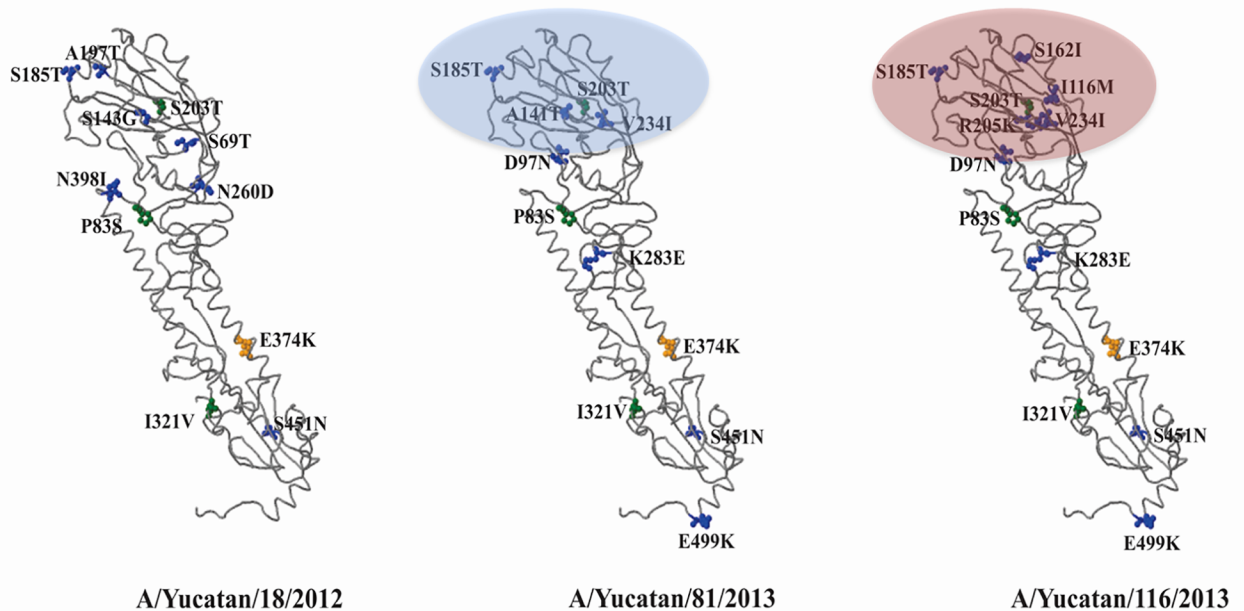 A197T
S185T
S143G
S203T
S69T
N398I
N260D
P83S
E374K
I321V
S451N
A/Yucatan/18/2012
S185T
S203T
A141T
V234I
D97N
P83S
K283E
E374K
I321V
S451N
E499K
A/Yucatan/81/2013
S162I
S185T
I116M
S203T
R205K
V234I
D97N
P83S
K283E
E374K
I321V
S451N
E499K
A/Yucatan/116/2013